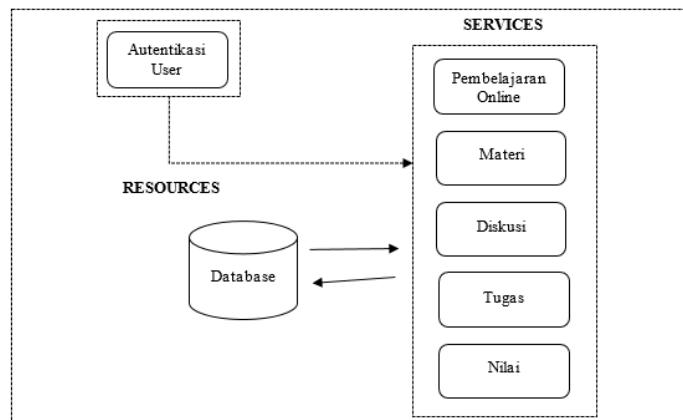 SERVICES
Autentikasi
User
Pembelajaran
Online
Materi
RESOURCES
Diskusi
Database
Tugas
Nilai